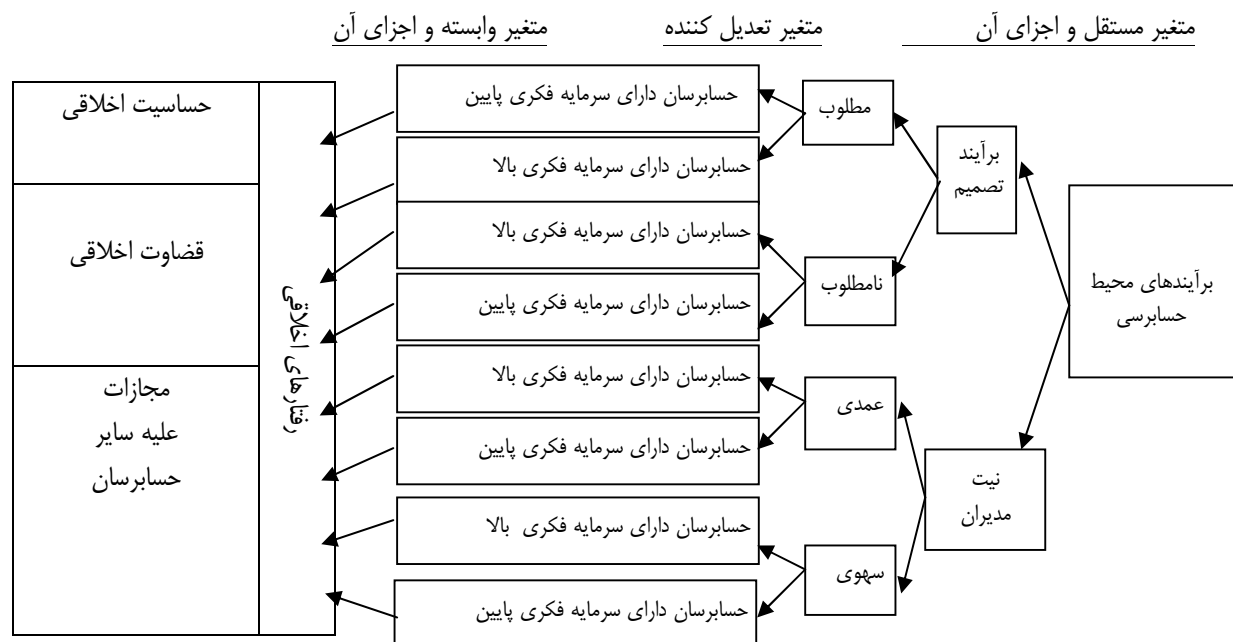 متغیر مستقل و اجزای آن
متغیر تعدیل کننده
متغیر وابسته و اجزای آن
برآیندهای محیط
حسابرسی
برآیند
تصمیم
نیت
مدیران
مطلوب
نامطلوب
عمدی
سهوی
حسابرسان دارای سرمایه فکری پایین
حسابرسان دارای سرمایه فکری بالا
حسابرسان دارای سرمایه فکری بالا
حسابرسان دارای سرمایه فکری پایین
حسابرسان دارای سرمایه فکری بالا
حسابرسان دارای سرمایه فکری پایین
حسابرسان دارای سرمایه فکری بالا
حسابرسان دارای سرمایه فکری پایین
رفتارهای اخلاقی
حساسیت اخلاقی
قضاوت اخلاقی
مجازات
علیه سایر
حسابرسان